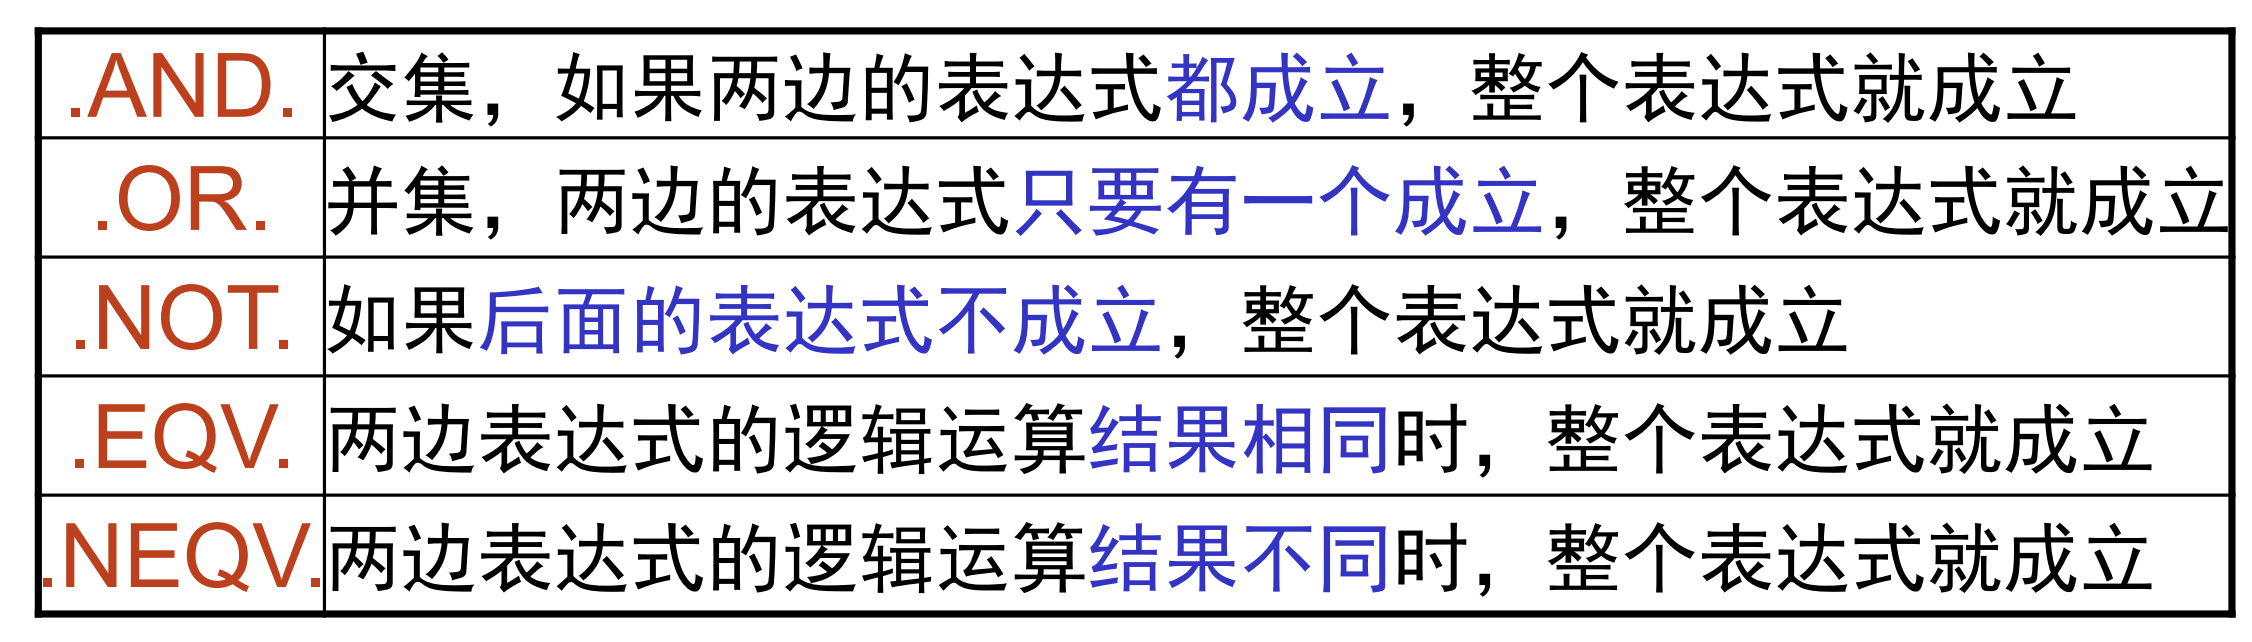 .AND. 交集，如果两边的表达式都成立，整个表达式就成立
.OR. 并集，两边的表达式只要有一个成立，整个表达式就成立
.NOT. 如果后面的表达式不成立，整个表达式就成立
.EQV. 两边表达式的逻辑运算结果相同时，整个表达式就成立
.NEQV. 两边表达式的逻辑运算结果不同时，整个表达式就成立